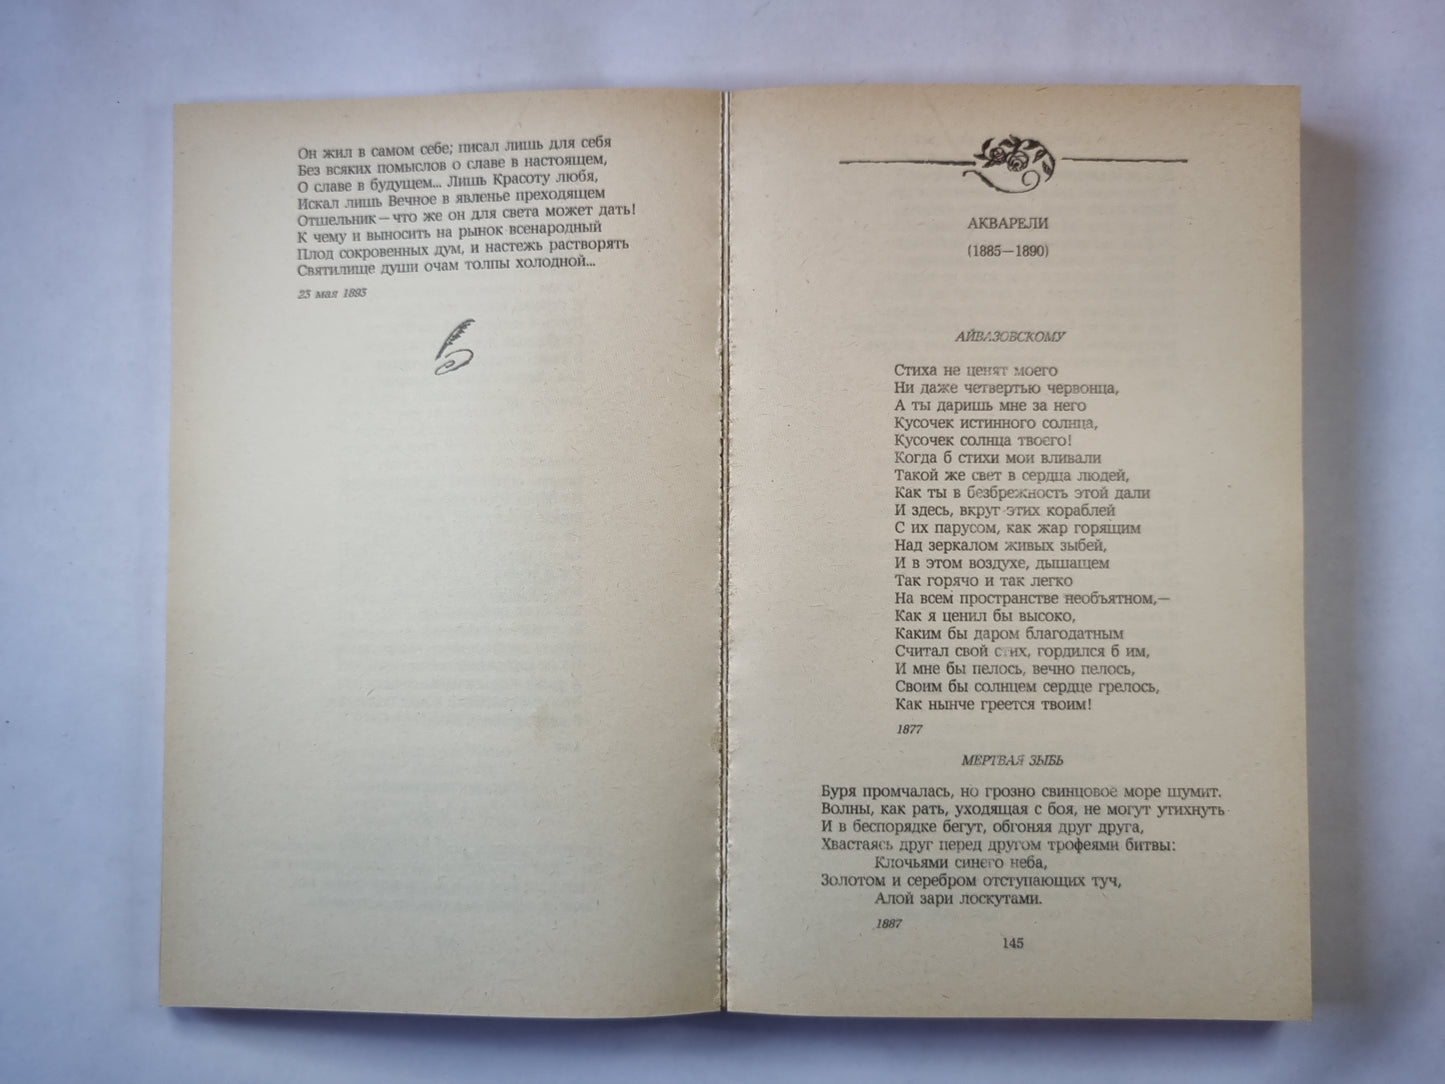 Он жил в самом себе; писал лишь для себя
Без всяких помыслов о славе в настоящем,
О славе в будущем... Лишь Красоту любя,
Искал лишь Вечное в явленье преходящем
Отшельник — что же он для света может дать!
К чему и выносить на рынок всенародный
Плод сокровенных дум, и настежь растворять
Святилище души очам толпы холодной...
23 мая 1893
АКВАРЕЛИ
(1885—1890)
АЙВАЗОВСКОМУ
Стиха не ценят моего
Ни даже четвертью червонца,
А ты даришь мне за него
Кусочек истинного солнца,
Кусочек солнца твоего!
Когда б стихи мои вливали
Такой же свет в сердца людей,
Как ты в безбрежность этой дали
И здесь, вкруг этих кораблей
С их парусом, как жар горящим
Над зеркалом живых зыбей,
И в этом воздухе, дышащем
Так горячо и так легко
На всем пространстве необъятном,—
Как я ценил бы высоко,
Каким бы даром благодатным
Считал свой стих, гордился б им,
И мне бы пелось, вечно пелось,
Своим бы солнцем сердце грелось,
Как нынче греется твоим!
1877
МЕРТВАЯ ЗЫБЬ
Буря промчалась, но грозно свинцовое море шумит.
Волны, как рать, уходящая с боя, не могут утихнуть
И в беспорядке бегут, обгоняя друг друга,
Хвастаясь друг перед другом трофеями битвы:
Клочьями синего неба,
Золотом и серебром отступающих туч,
Алой зари лоскутами.
1887
145